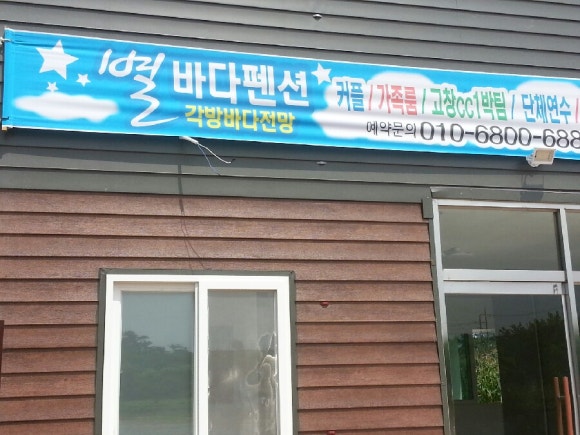 별 바다펜션 커플 / 가족룸 / 고창cc1박팀 / 단체연수 /
각방바다전망 예약문의 010-6800-688